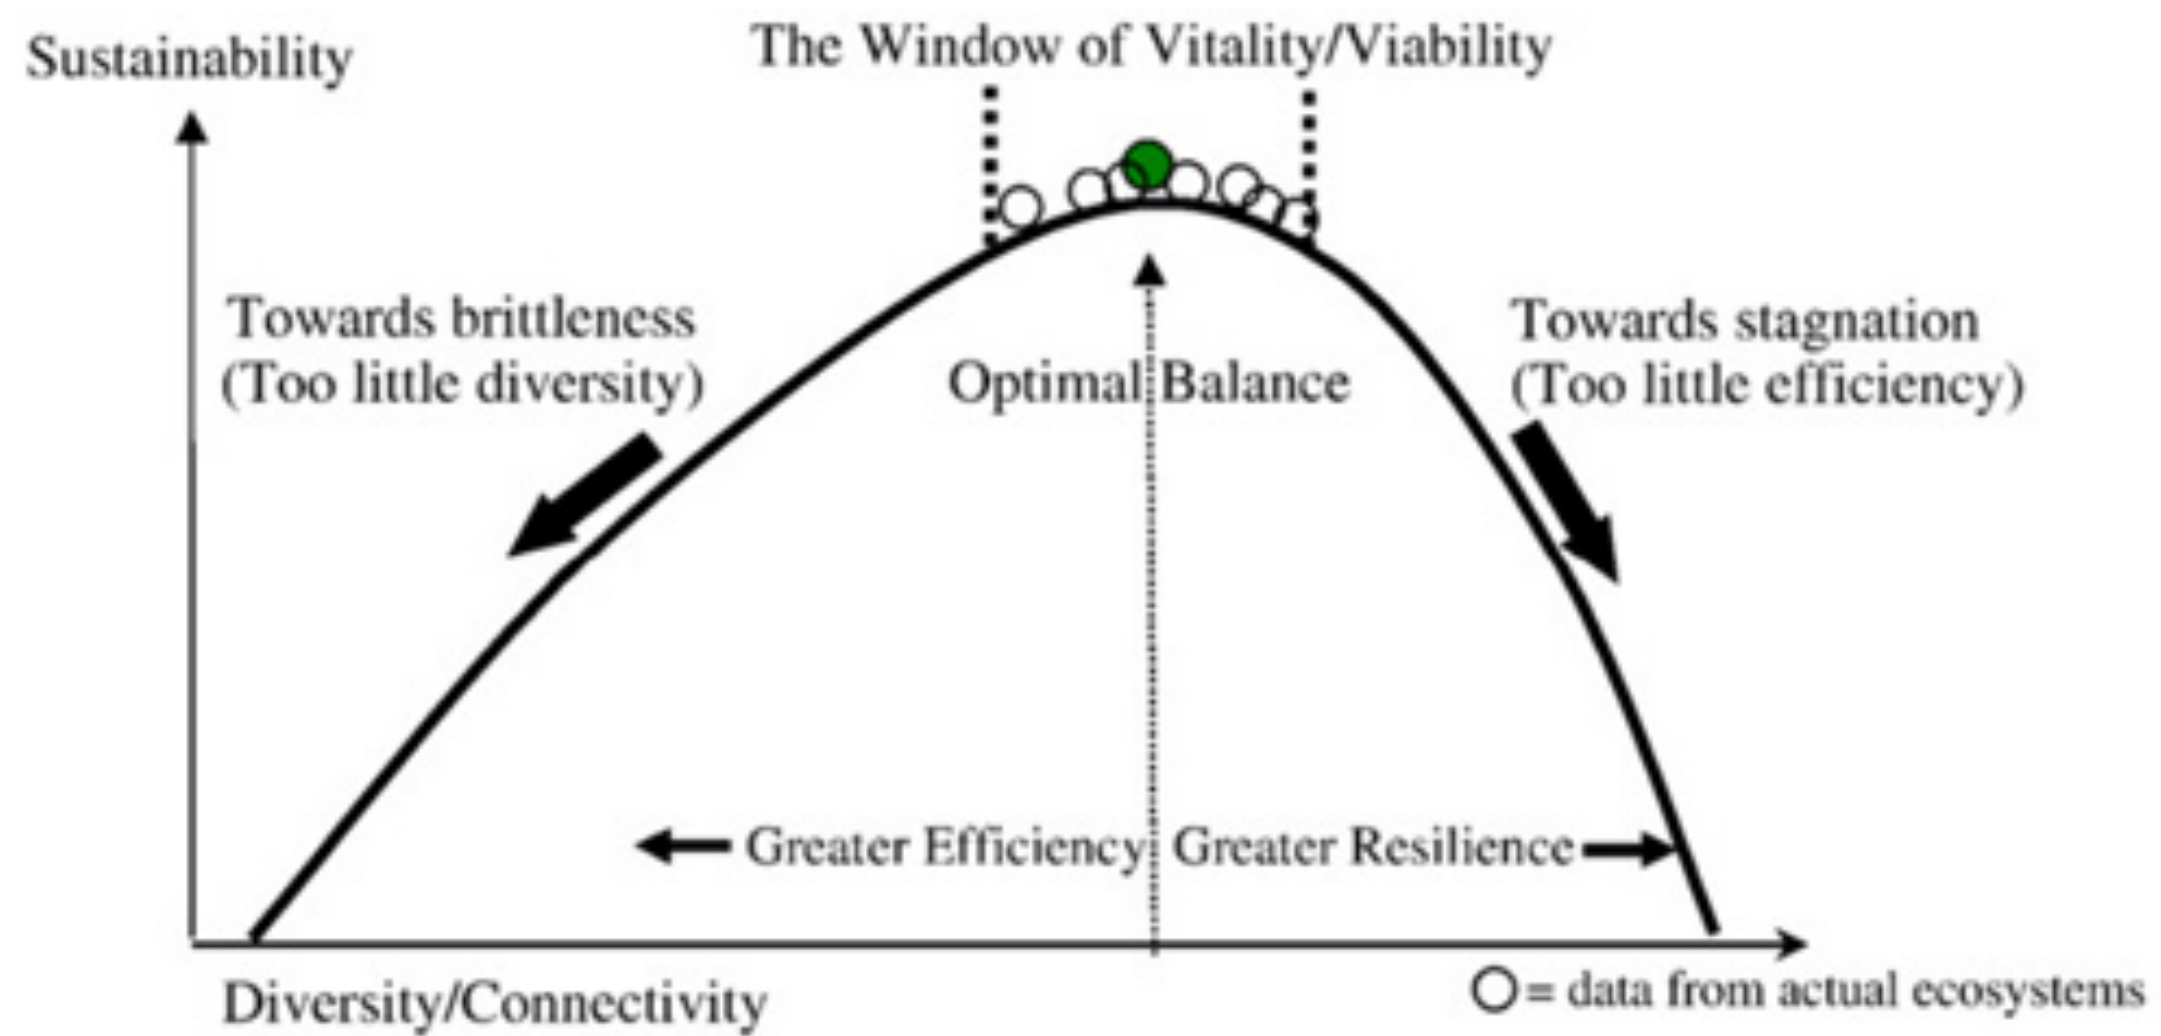 Sustainability
The Window of Vitality/Viability
Towards brittleness
(Too little diversity)
Optimal Balance
Towards stagnation
(Too little efficiency)
Greater Efficiency
Greater Resilience
Diversity/Connectivity
= data from actual ecosystems